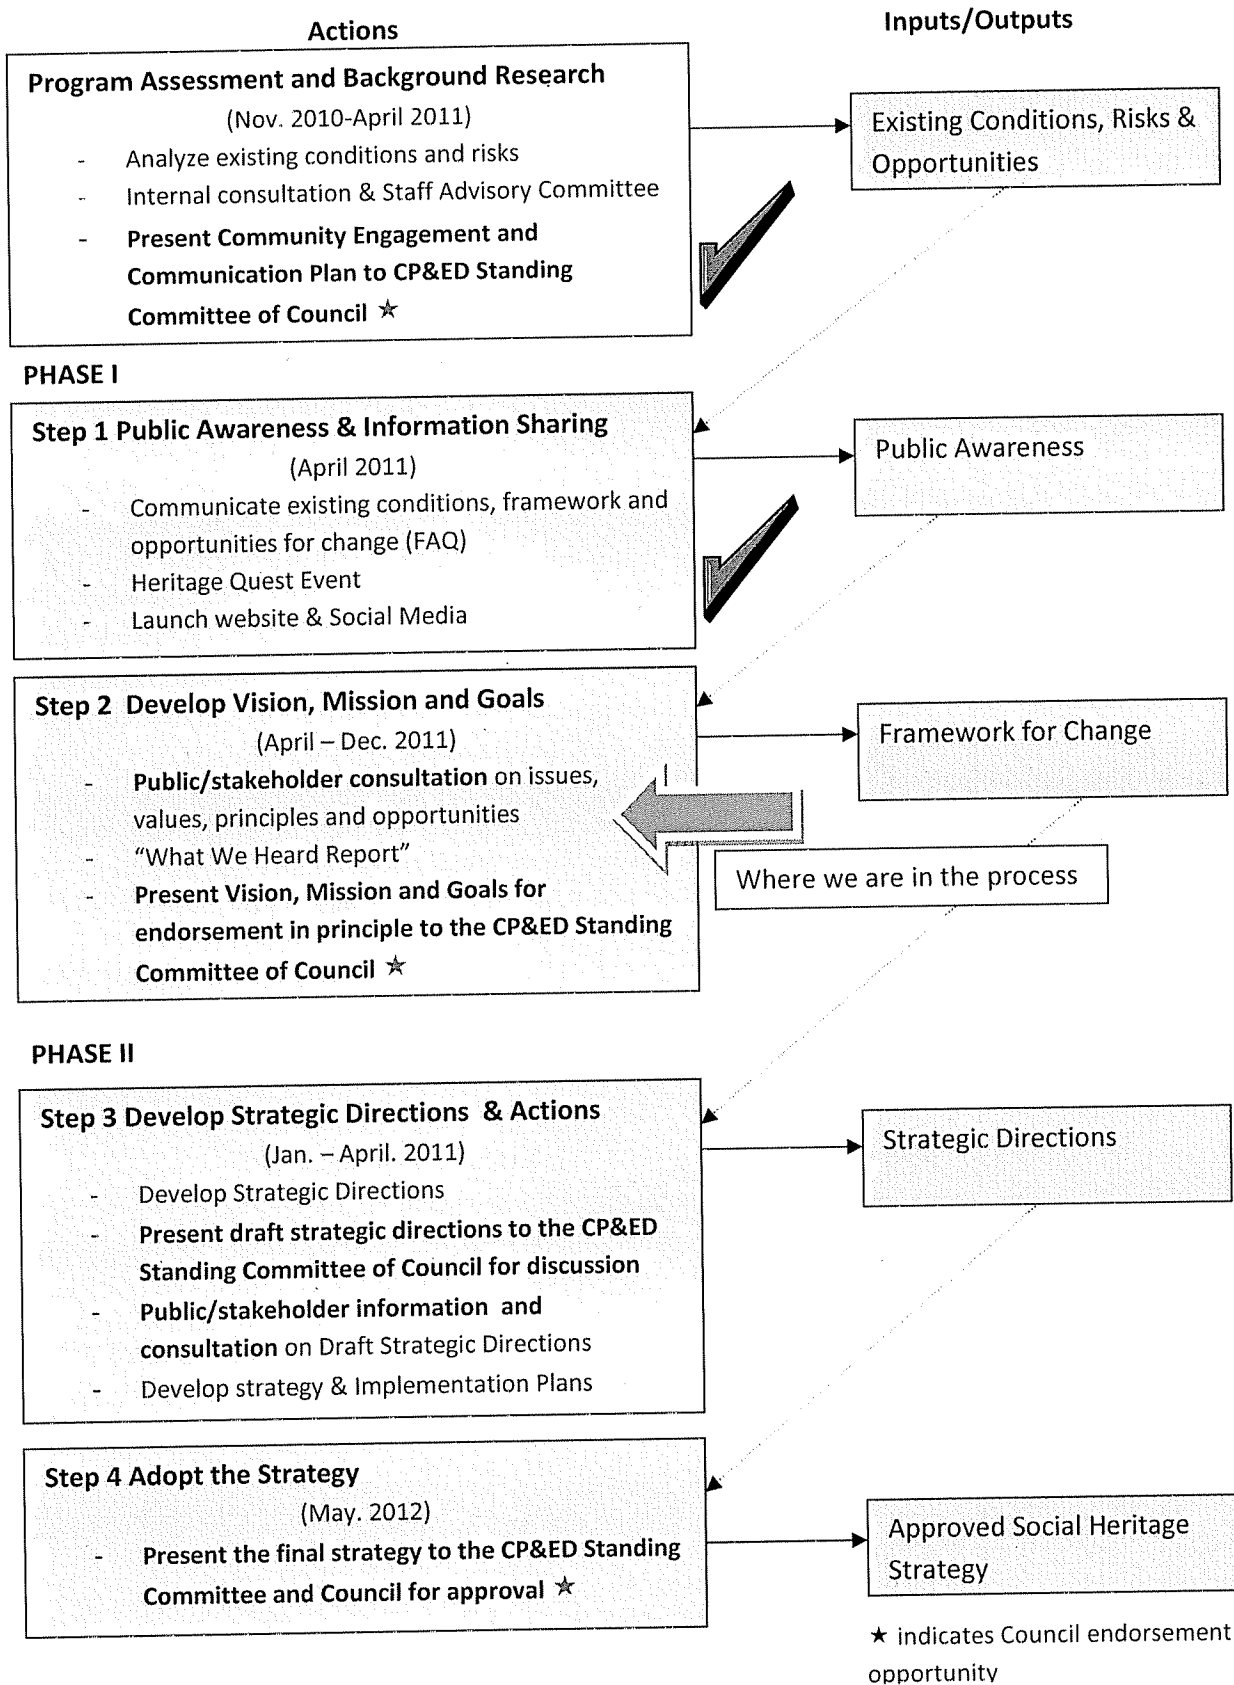 Actions
Inputs/Outputs
Program Assessment and Background Research
(Nov. 2010-April 2011)
- Analyze existing conditions and risks
- Internal consultation & Staff Advisory Committee
- Present Community Engagement and
Communication Plan to CP&ED Standing
Committee of Council ★
Existing Conditions, Risks &
Opportunities
PHASE I
Step 1 Public Awareness & Information Sharing
(April 2011)
- Communicate existing conditions, framework and
opportunities for change (FAQ)
- Heritage Quest Event
- Launch website & Social Media
Public Awareness
Step 2 Develop Vision, Mission and Goals
(April – Dec. 2011)
- Public/stakeholder consultation on issues,
values, principles and opportunities
- “What We Heard Report”
- Present Vision, Mission and Goals for
endorsement in principle to the CP&ED Standing
Committee of Council ★
Framework for Change
Where we are in the process
PHASE II
Step 3 Develop Strategic Directions & Actions
(Jan. – April. 2011)
- Develop Strategic Directions
- Present draft strategic directions to the CP&ED
Standing Committee of Council for discussion
- Public/stakeholder information and
consultation on Draft Strategic Directions
- Develop strategy & Implementation Plans
Strategic Directions
Step 4 Adopt the Strategy
(May. 2012)
- Present the final strategy to the CP&ED Standing
Committee and Council for approval ★
Approved Social Heritage
Strategy
★ indicates Council endorsement
opportunity